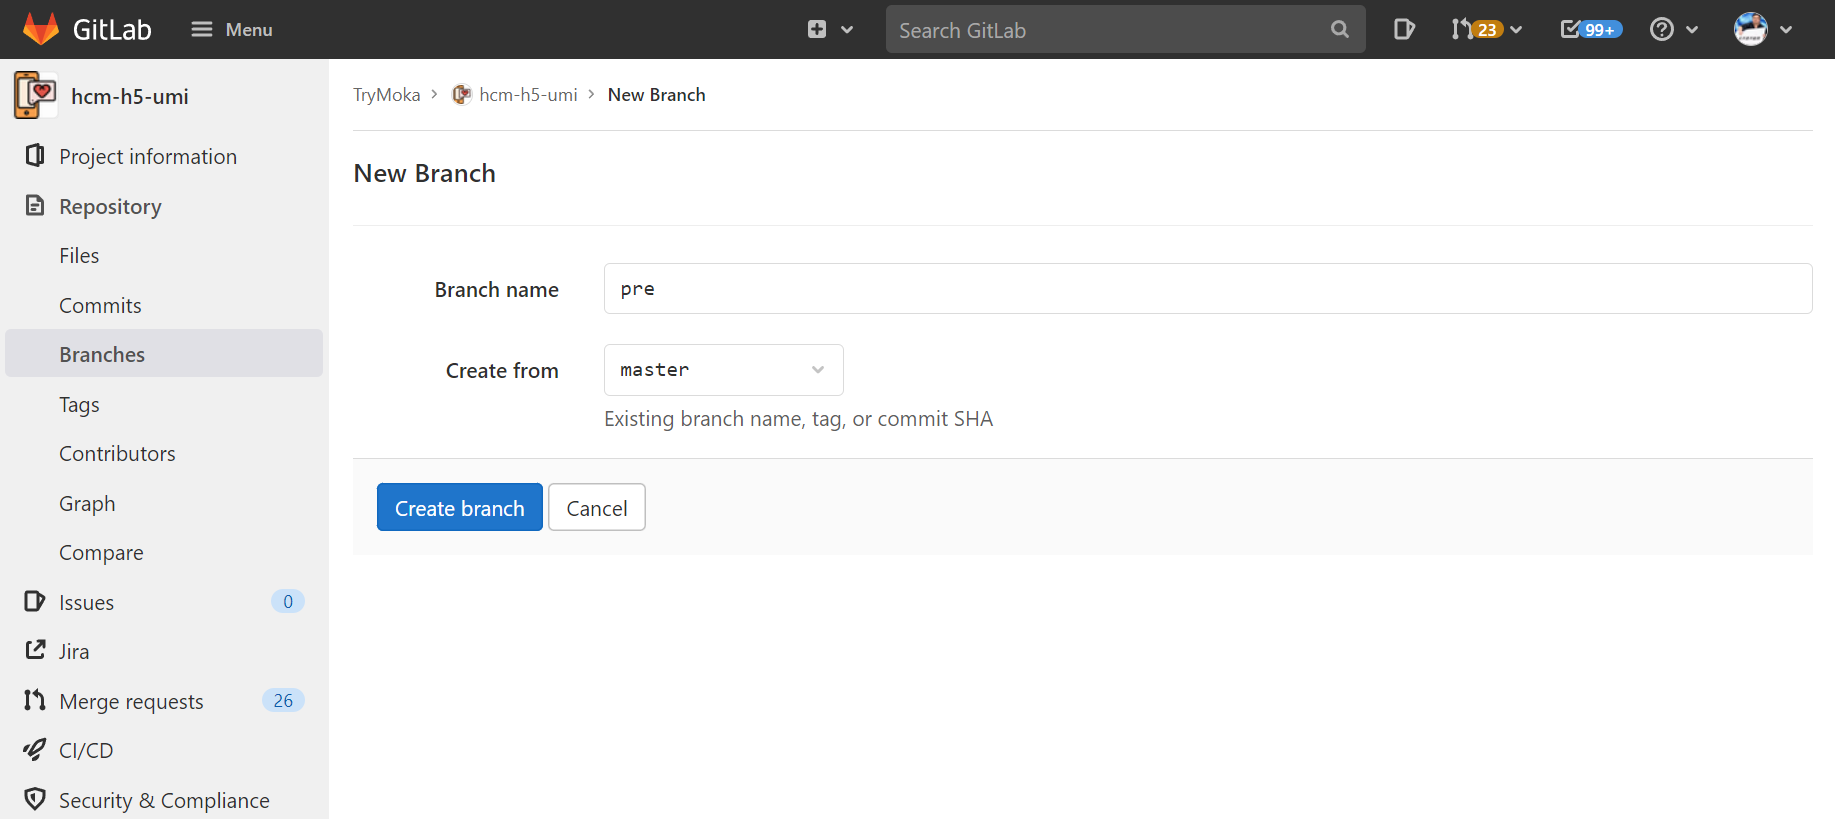 GitLab
Menu
Search GitLab
23
99+
hcm-h5-umi
Project information
Repository
Files
Commits
Branches
Tags
Contributors
Graph
Compare
Issues 0
Jira
Merge requests 26
CI/CD
Security & Compliance
TryMoka > hcm-h5-umi > New Branch
New Branch
Branch name pre
Create from master
Existing branch name, tag, or commit SHA
Create branch Cancel